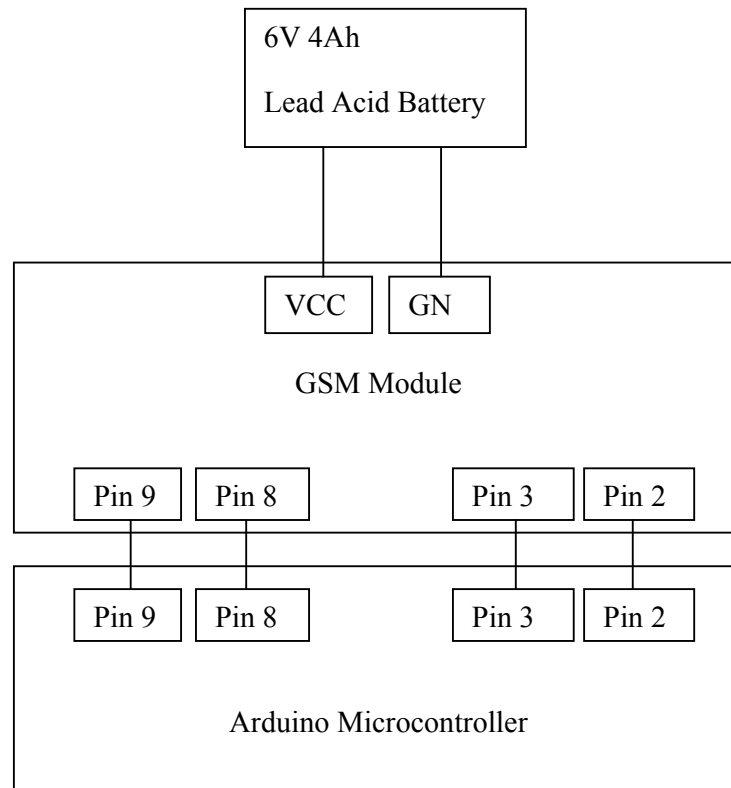 6V 4Ah
Lead Acid Battery
VCC GN
GSM Module
Pin 9 Pin 8 Pin 3 Pin 2
Pin 9 Pin 8 Pin 3 Pin 2
Arduino Microcontroller